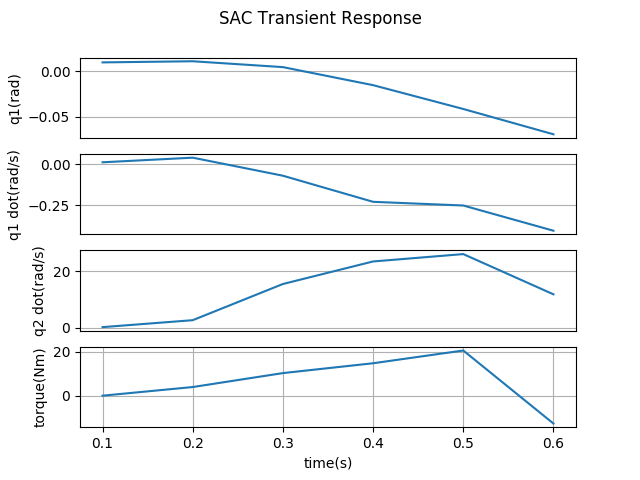 SAC Transient Response
q1(rad)
0.00
−0.05
q1 dot(rad/s)
0.00
−0.25
q2 dot(rad/s)
20
0
torque(Nm)
20
0
0.1 0.2 0.3 0.4 0.5 0.6
time(s)